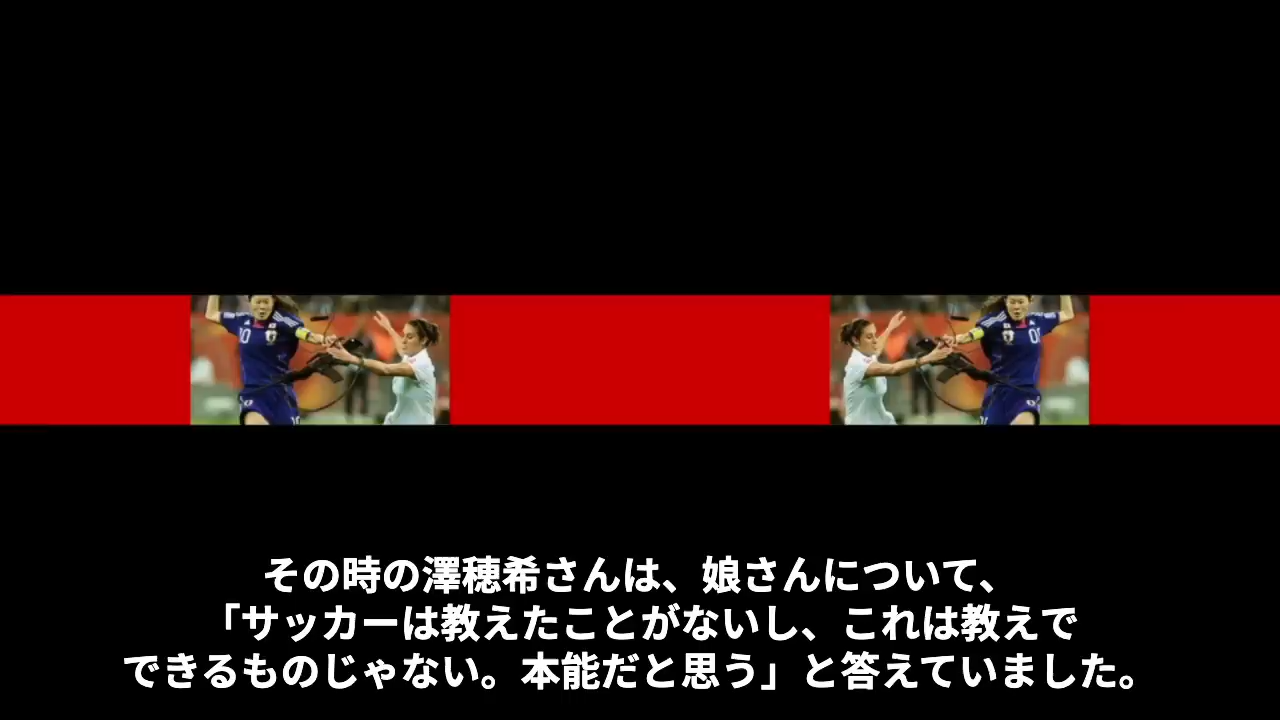 その時の澤穂希さんは、娘さんについて、
「サッカーは教えたことがないし、これは教えで
できるものじゃない。本能だと思う」と答えていました。